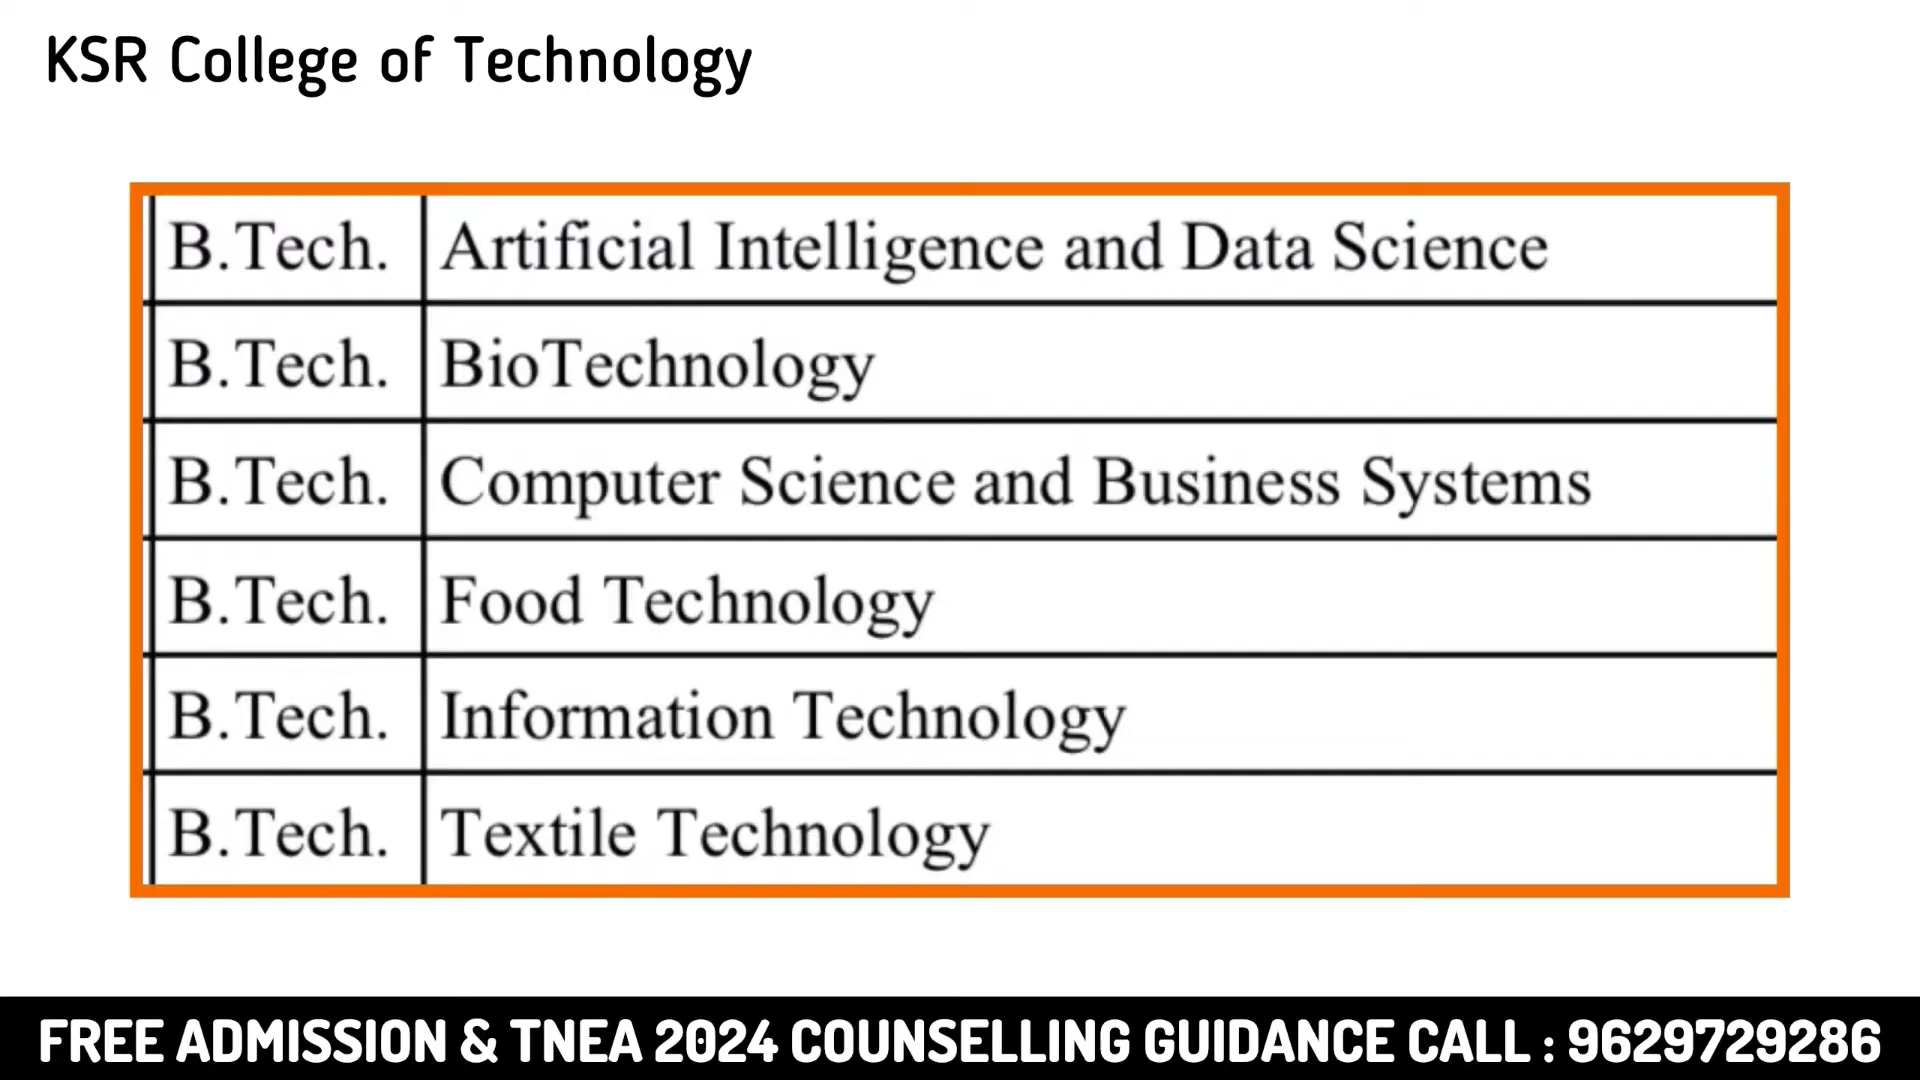 KSR College of Technology
B.Tech. Artificial Intelligence and Data Science
B.Tech. BioTechnology
B.Tech. Computer Science and Business Systems
B.Tech. Food Technology
B.Tech. Information Technology
B.Tech. Textile Technology
FREE ADMISSION & TNEA 2024 COUNSELLING GUIDANCE CALL : 9629729286